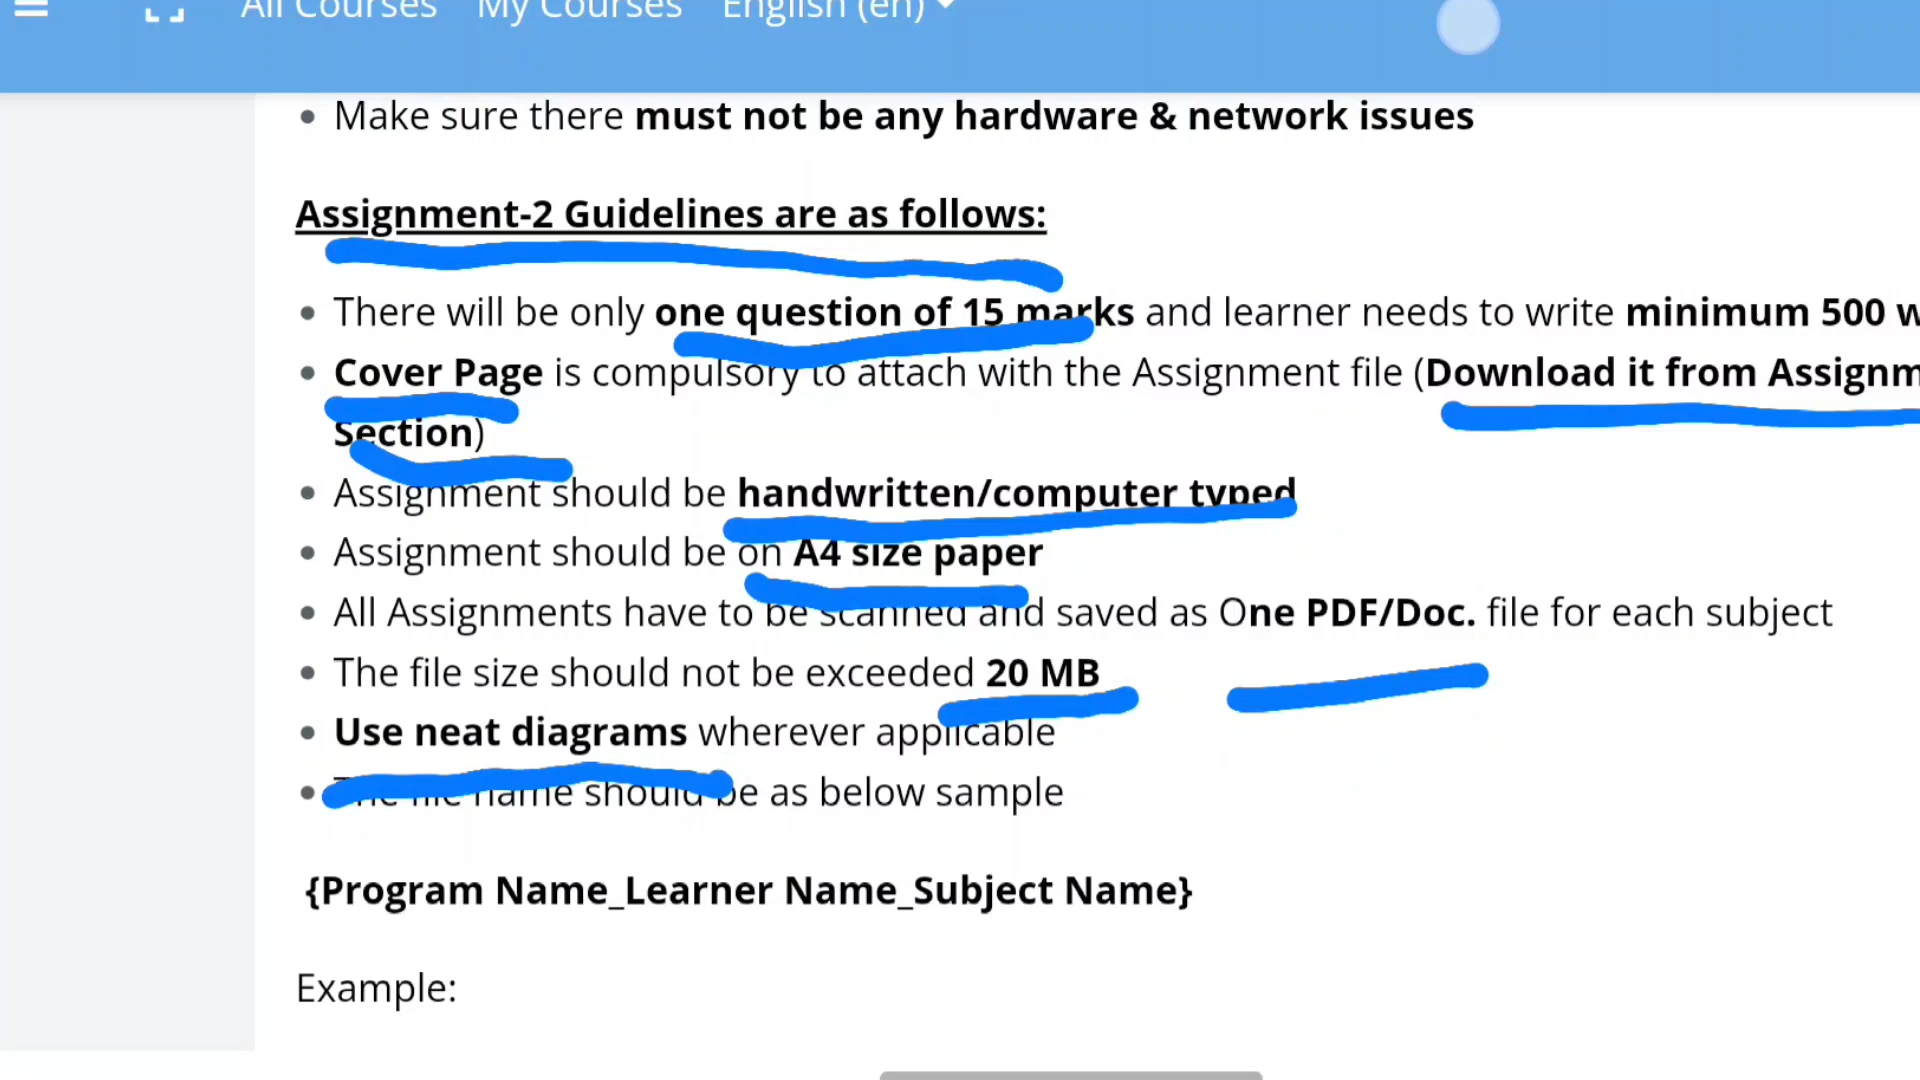 All Courses My Courses English (en)
Make sure there must not be any hardware & network issues
Assignment-2 Guidelines are as follows:
There will be only one question of 15 marks and learner needs to write minimum 500 w
Cover Page is compulsory to attach with the Assignment file (Download it from Assignm
Section)
Assignment should be handwritten/computer typed
Assignment should be on A4 size paper
All Assignments have to be scanned and saved as One PDF/Doc. file for each subject
The file size should not be exceeded 20 MB
Use neat diagrams wherever applicable
The file name should be as below sample
{Program Name_Learner Name_Subject Name}
Example: